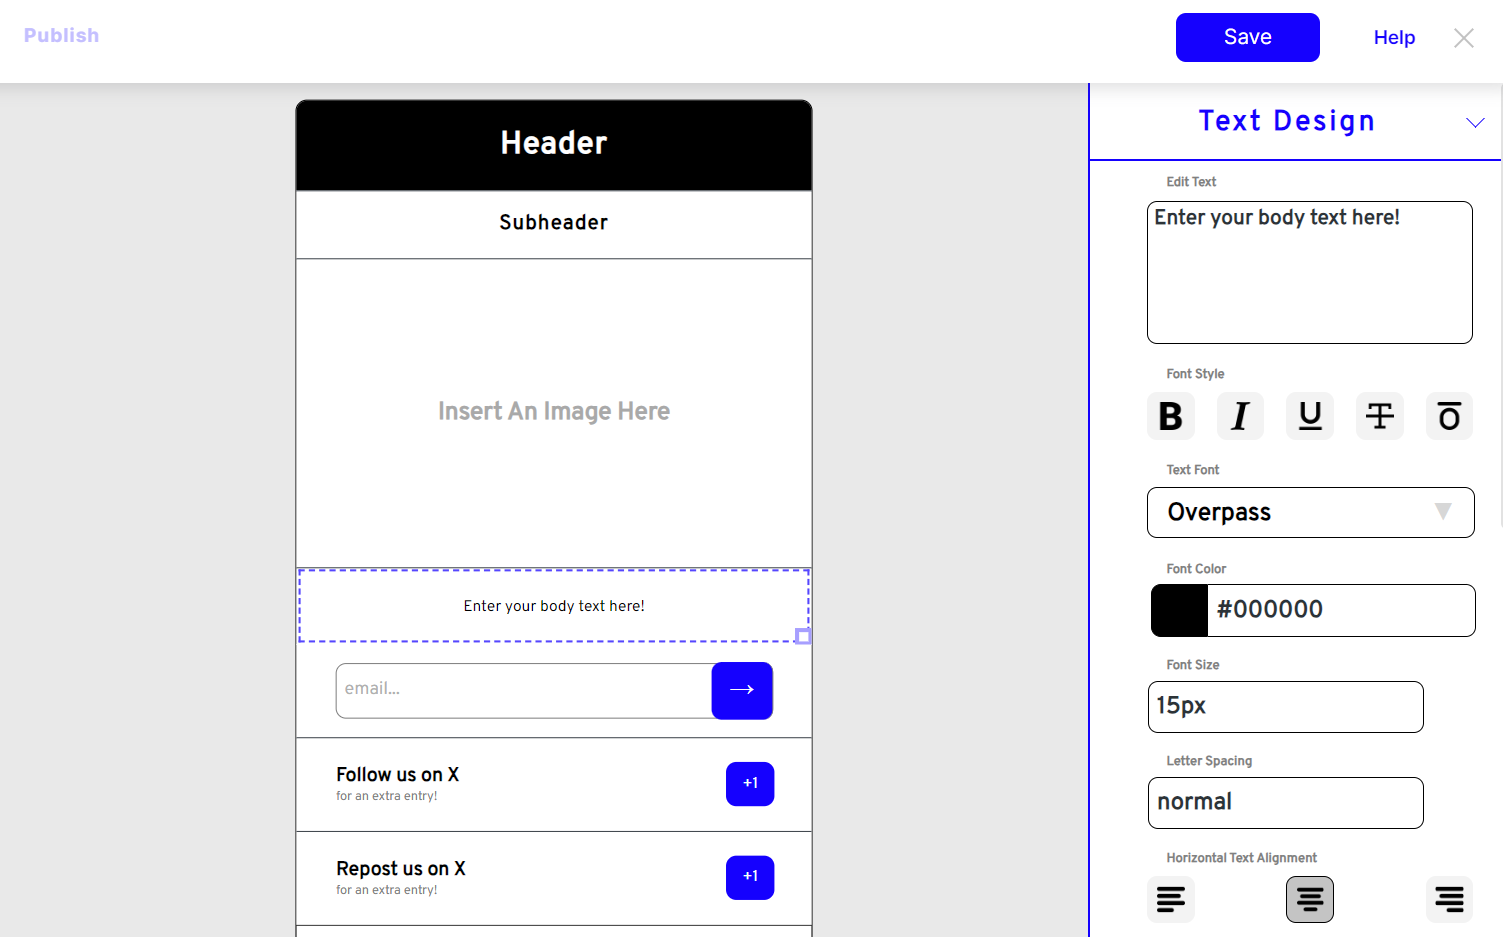 Publish
Save
Help
Header
Subheader
Insert An Image Here
Enter your body text here!
email...
→
Follow us on X
for an extra entry!
+1
Repost us on X
for an extra entry!
+1
Text Design
Edit Text
Enter your body text here!
Font Style
B I U T O
Text Font
Overpass
Font Color
#000000
Font Size
15px
Letter Spacing
normal
Horizontal Text Alignment